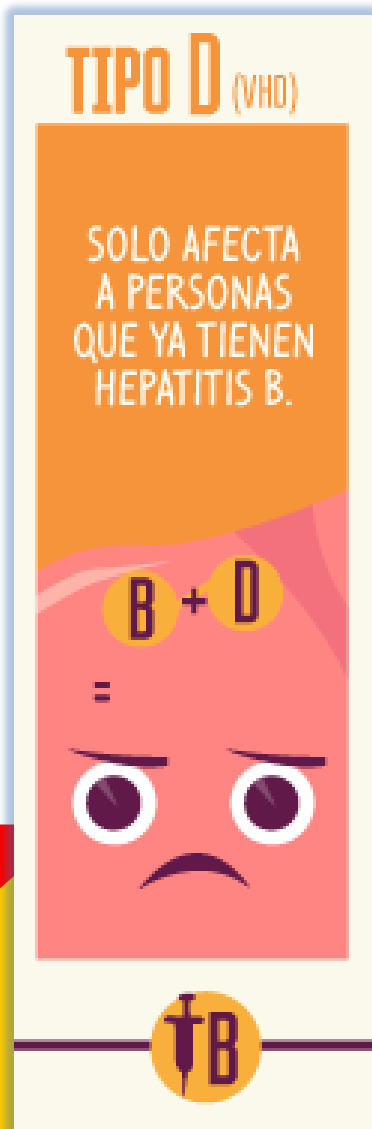 TIPO D (VHD)
SOLO AFECTA
A PERSONAS
QUE YA TIENEN
HEPATITIS B.
B + D
=
B